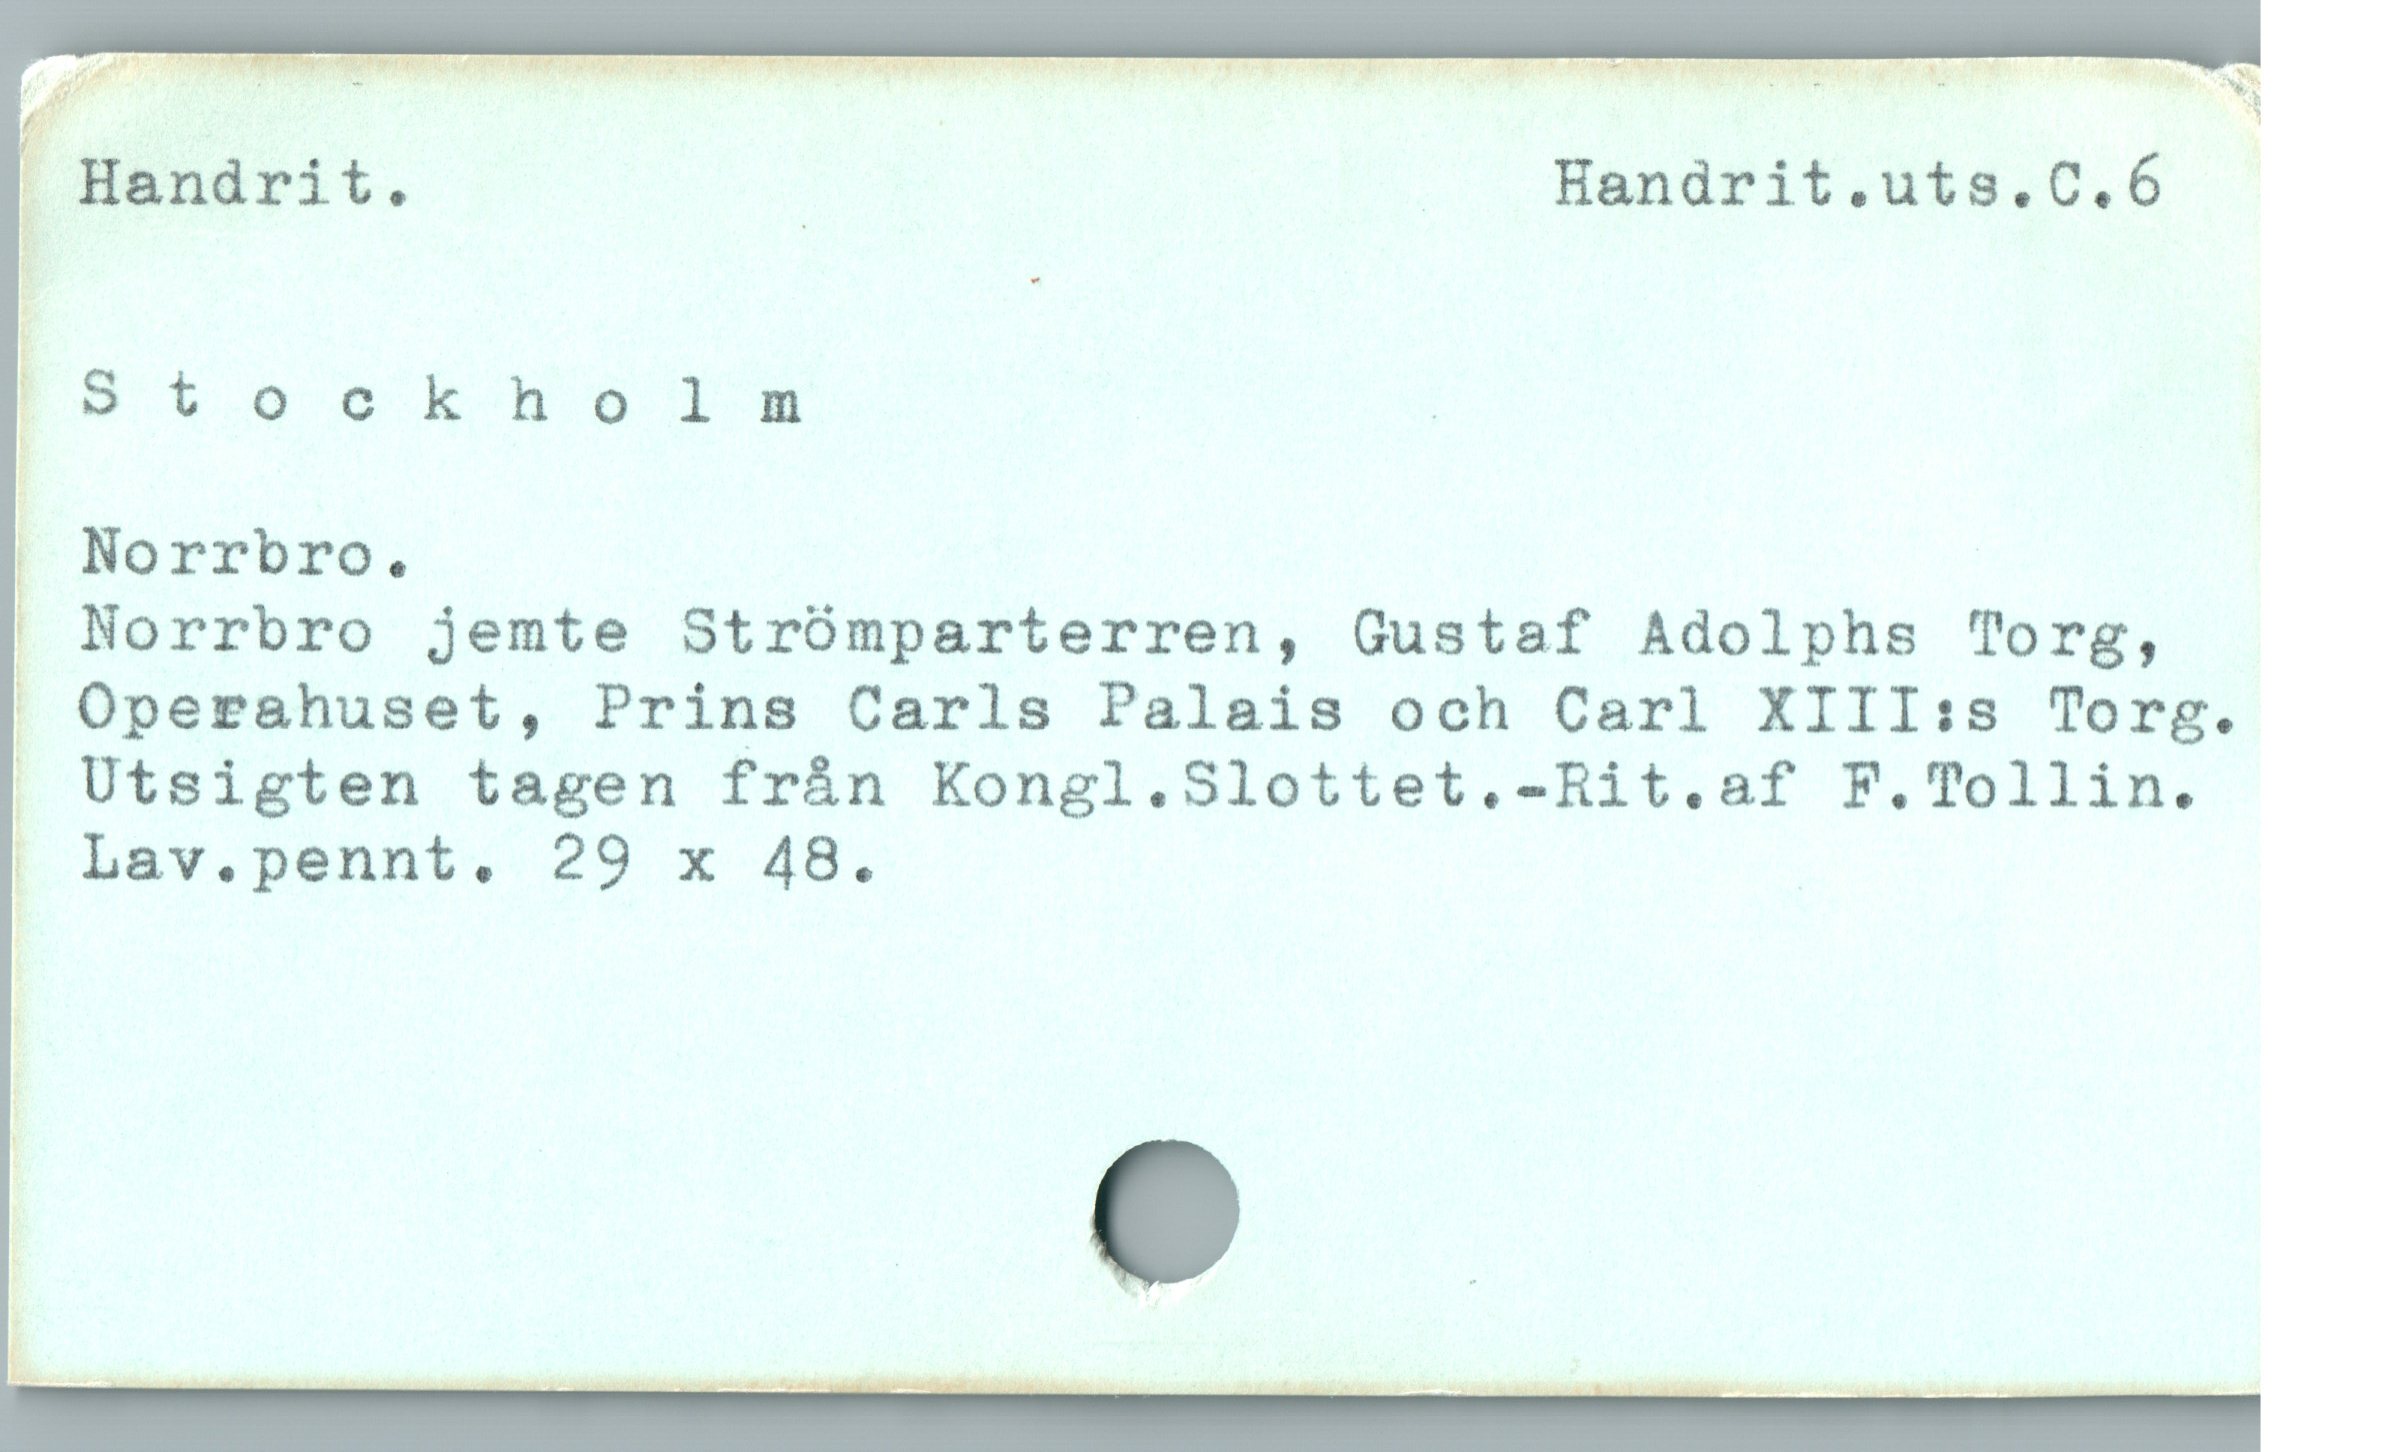 Handrit. Handrit.uts.C.6
S t o c k h o l m
Norrbro.
Norrbro jemte Strömparterren, Gustaf Adolphs Torg,
Operahuset, Prins Carls Palais och Carl XIII:s Torg.
Utsigten tagen från Kongl.Slottet.-Rit.af F.Tollin.
Lav.pennt. 29 x 48.